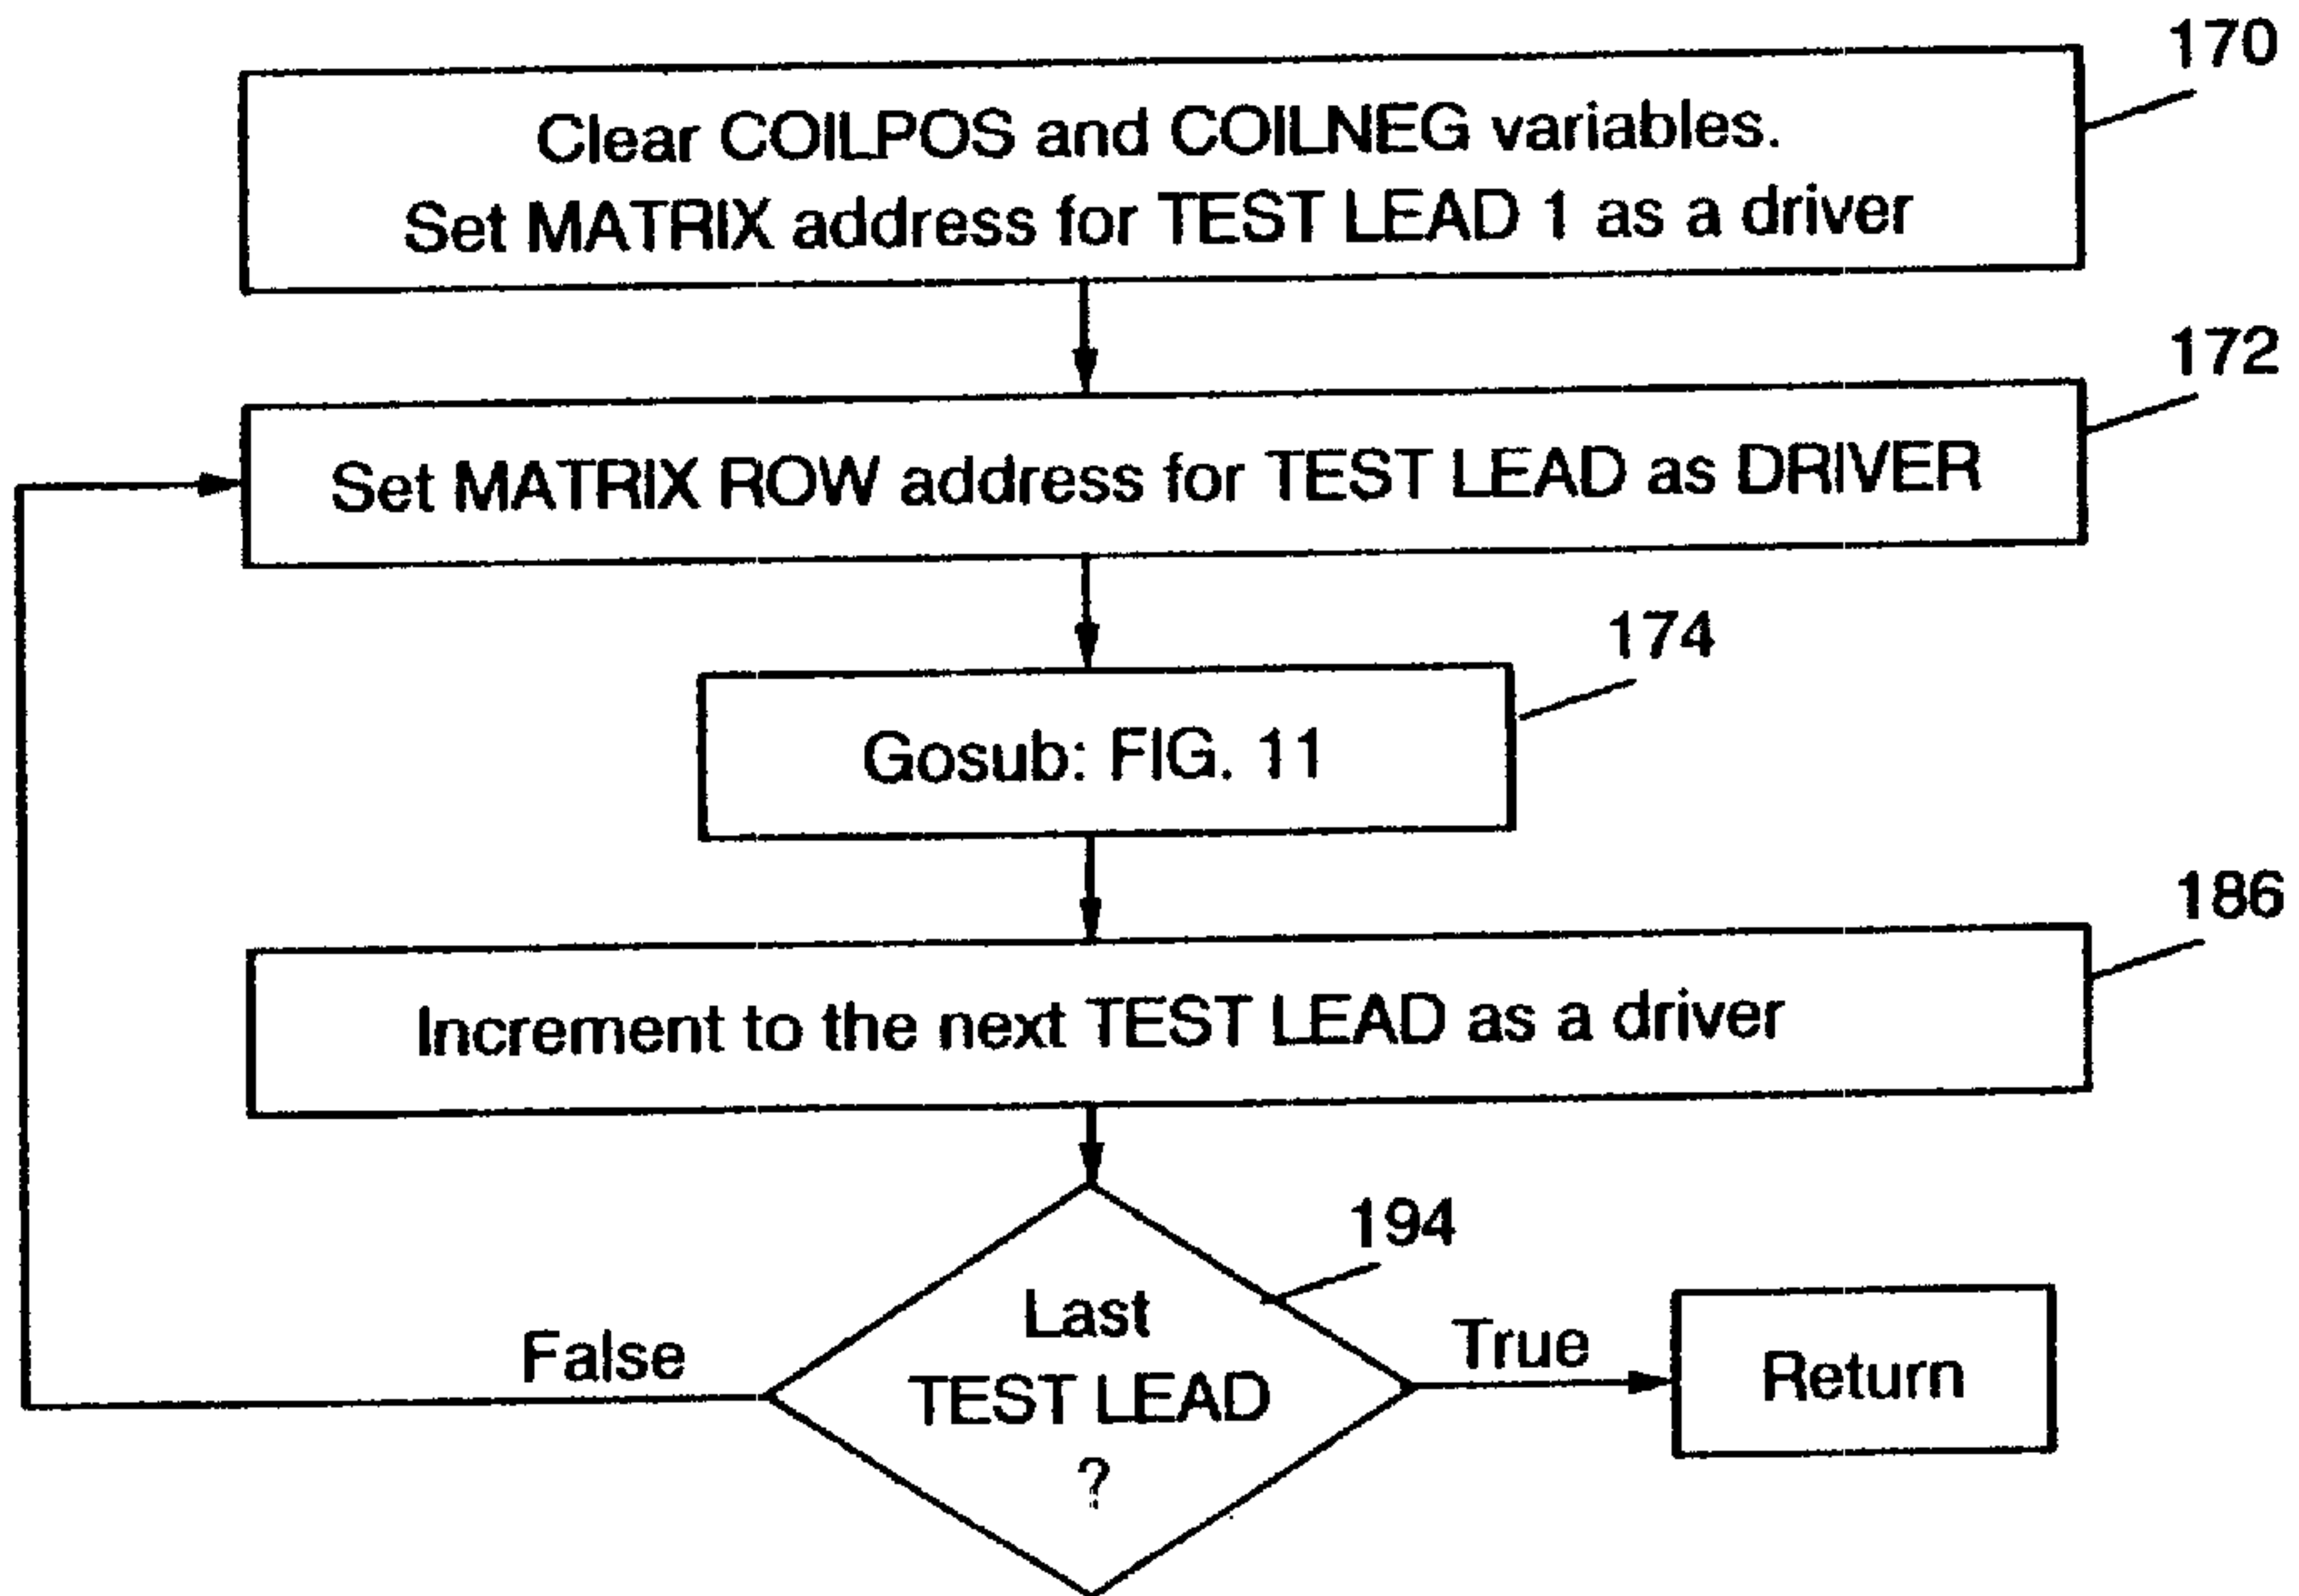 170
Clear COILPOS and COILNEG variables.
Set MATRIX address for TEST LEAD 1 as a driver
172
Set MATRIX ROW address for TEST LEAD as DRIVER
174
Gosub: FIG. 11
186
Increment to the next TEST LEAD as a driver
194
Last
TEST LEAD
?
False
True
Return